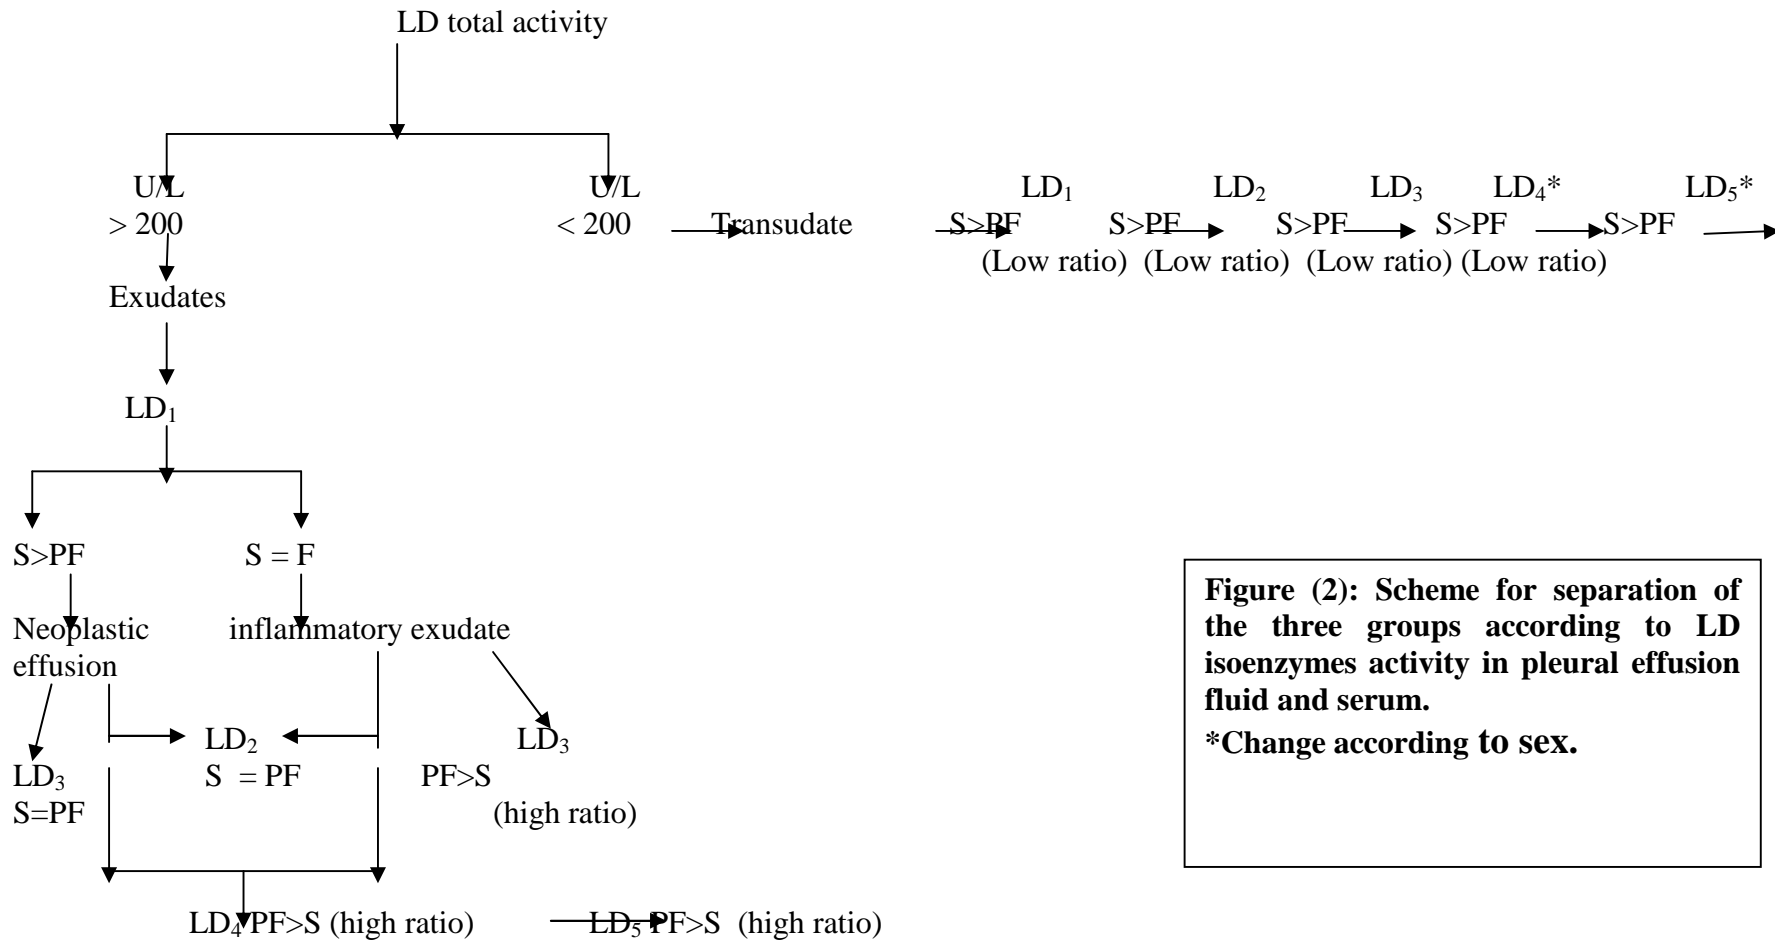 LD total activity
U/L U/L LD₁ LD₂ LD₃ LD₄* LD₅*
> 200 < 200 Transudate S>PF S>PF S>PF S>PF S>PF
(Low ratio) (Low ratio) (Low ratio) (Low ratio)
Exudates
LD₁
S>PF S = F
Neoplastic inflammatory exudate
effusion
LD₂ LD₃
LD₃ S = PF PF>S
S=PF (high ratio)
LD₄ PF>S (high ratio) LD₅ PF>S (high ratio)
Figure (2): Scheme for separation of
the three groups according to LD
isoenzymes activity in pleural effusion
fluid and serum.
*Change according to sex.